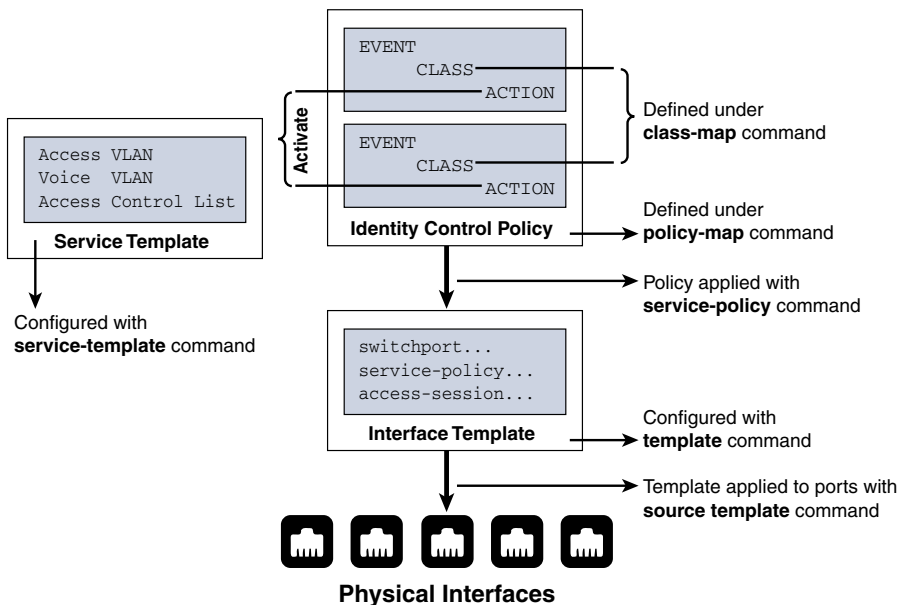 EVENT
CLASS
ACTION
EVENT
CLASS
ACTION
Identity Control Policy
Activate
Defined under
class-map command
Access VLAN
Voice  VLAN
Access Control List
Service Template
Defined under
policy-map command
Policy applied with
service-policy command
Configured with
service-template command
switchport...
service-policy...
access-session...
Interface Template
Configured with
template command
Template applied to ports with
source template command
Physical Interfaces